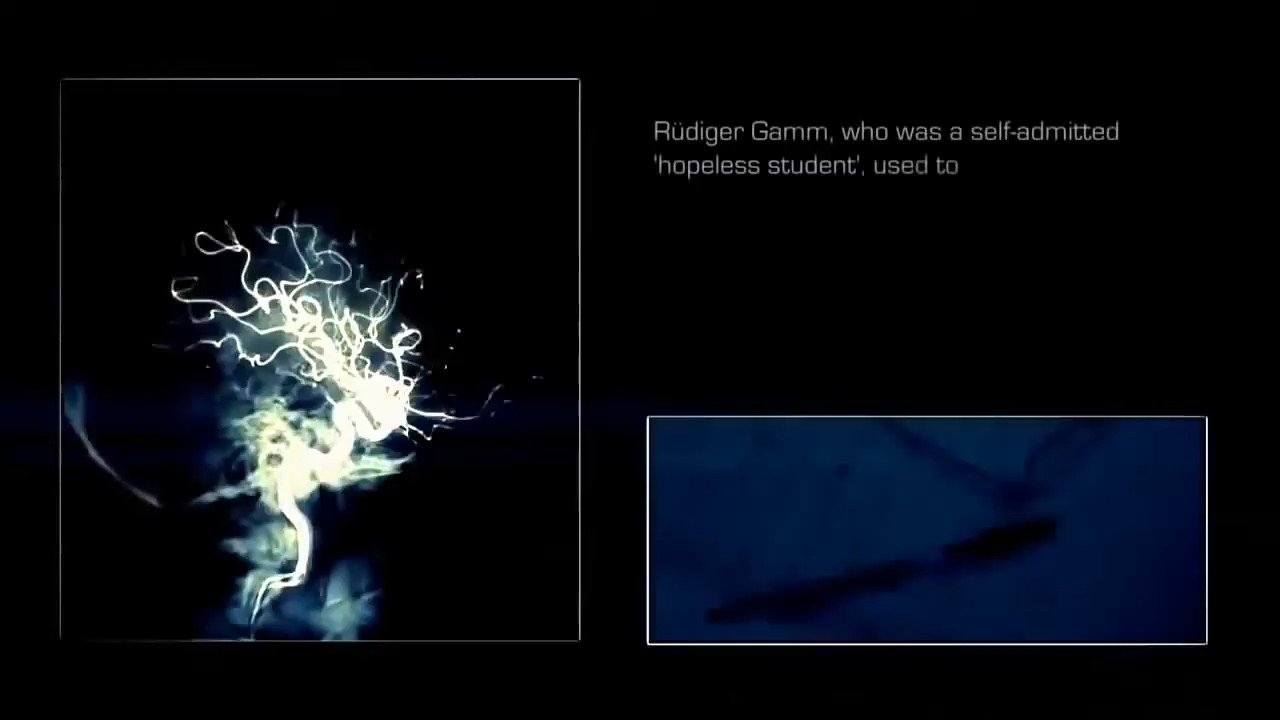 Rüdiger Gamm, who was a self-admitted
'hopeless student', used to